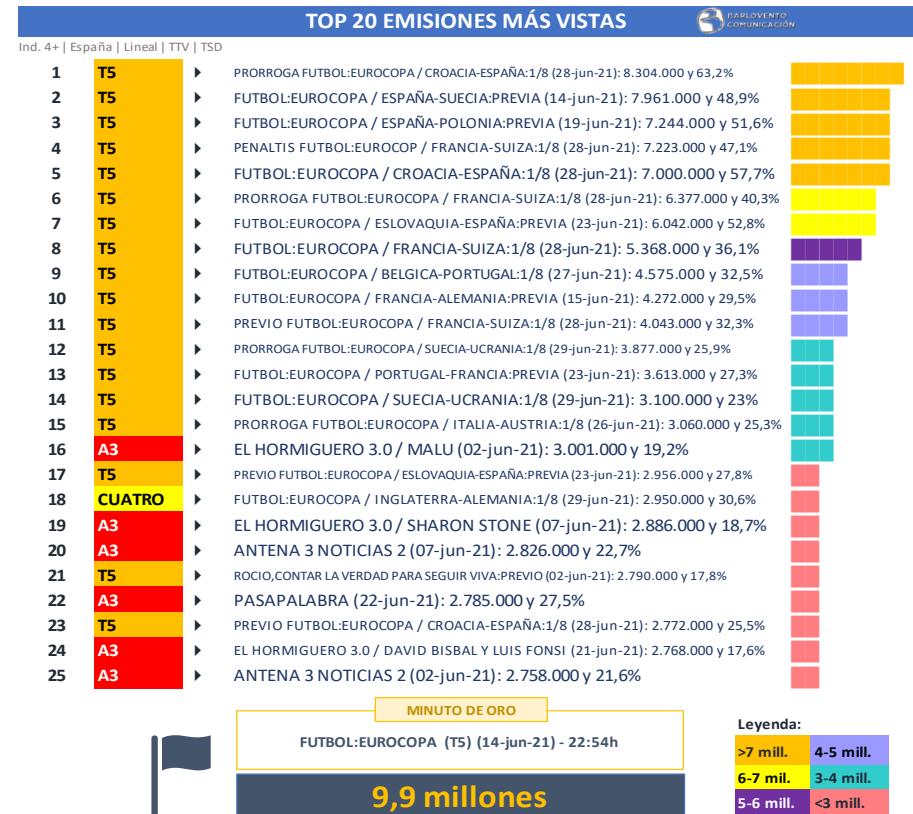 TOP 20 EMISIONES MÁS VISTAS
BARLOVENTO
COMUNICACIÓN
Ind. 4+ | España | Lineal | TTV | TSD
1 T5 PRORROGA FUTBOL:EUROCOPA / CROACIA-ESPAÑA:1/8 (28-jun-21): 8.304.000 y 63,2%
2 T5 FUTBOL:EUROCOPA / ESPAÑA-SUECIA:PREVIA (14-jun-21): 7.961.000 y 48,9%
3 T5 FUTBOL:EUROCOPA / ESPAÑA-POLONIA:PREVIA (19-jun-21): 7.244.000 y 51,6%
4 T5 PENALTIS FUTBOL:EUROCOP / FRANCIA-SUIZA:1/8 (28-jun-21): 7.223.000 y 47,1%
5 T5 FUTBOL:EUROCOPA / CROACIA-ESPAÑA:1/8 (28-jun-21): 7.000.000 y 57,7%
6 T5 PRORROGA FUTBOL:EUROCOPA / FRANCIA-SUIZA:1/8 (28-jun-21): 6.377.000 y 40,3%
7 T5 FUTBOL:EUROCOPA / ESLOVAQUIA-ESPAÑA:PREVIA (23-jun-21): 6.042.000 y 52,8%
8 T5 FUTBOL:EUROCOPA / FRANCIA-SUIZA:1/8 (28-jun-21): 5.368.000 y 36,1%
9 T5 FUTBOL:EUROCOPA / BELGICA-PORTUGAL:1/8 (27-jun-21): 4.575.000 y 32,5%
10 T5 FUTBOL:EUROCOPA / FRANCIA-ALEMANIA:PREVIA (15-jun-21): 4.272.000 y 29,5%
11 T5 PREVIO FUTBOL:EUROCOPA / FRANCIA-SUIZA:1/8 (28-jun-21): 4.043.000 y 32,3%
12 T5 PRORROGA FUTBOL:EUROCOPA / SUECIA-UCRANIA:1/8 (29-jun-21): 3.877.000 y 25,9%
13 T5 FUTBOL:EUROCOPA / PORTUGAL-FRANCIA:PREVIA (23-jun-21): 3.613.000 y 27,3%
14 T5 FUTBOL:EUROCOPA / SUECIA-UCRANIA:1/8 (29-jun-21): 3.100.000 y 23%
15 T5 PRORROGA FUTBOL:EUROCOPA / ITALIA-AUSTRIA:1/8 (26-jun-21): 3.060.000 y 25,3%
16 A3 EL HORMIGUERO 3.0 / MALU (02-jun-21): 3.001.000 y 19,2%
17 T5 PREVIO FUTBOL:EUROCOPA / ESLOVAQUIA-ESPAÑA:PREVIA (23-jun-21): 2.956.000 y 27,8%
18 CUATRO FUTBOL:EUROCOPA / INGLATERRA-ALEMANIA:1/8 (29-jun-21): 2.950.000 y 30,6%
19 A3 EL HORMIGUERO 3.0 / SHARON STONE (07-jun-21): 2.886.000 y 18,7%
20 A3 ANTENA 3 NOTICIAS 2 (07-jun-21): 2.826.000 y 22,7%
21 T5 ROCIO,CONTAR LA VERDAD PARA SEGUIR VIVA:PREVIO (02-jun-21): 2.790.000 y 17,8%
22 A3 PASAPALABRA (22-jun-21): 2.785.000 y 27,5%
23 T5 PREVIO FUTBOL:EUROCOPA / CROACIA-ESPAÑA:1/8 (28-jun-21): 2.772.000 y 25,5%
24 A3 EL HORMIGUERO 3.0 / DAVID BISBAL Y LUIS FONSI (21-jun-21): 2.768.000 y 17,6%
25 A3 ANTENA 3 NOTICIAS 2 (02-jun-21): 2.758.000 y 21,6%
MINUTO DE ORO
FUTBOL:EUROCOPA (T5) (14-jun-21) - 22:54h
9,9 millones
Leyenda:
>7 mill. 4-5 mill.
6-7 mil. 3-4 mill.
5-6 mill. <3 mill.